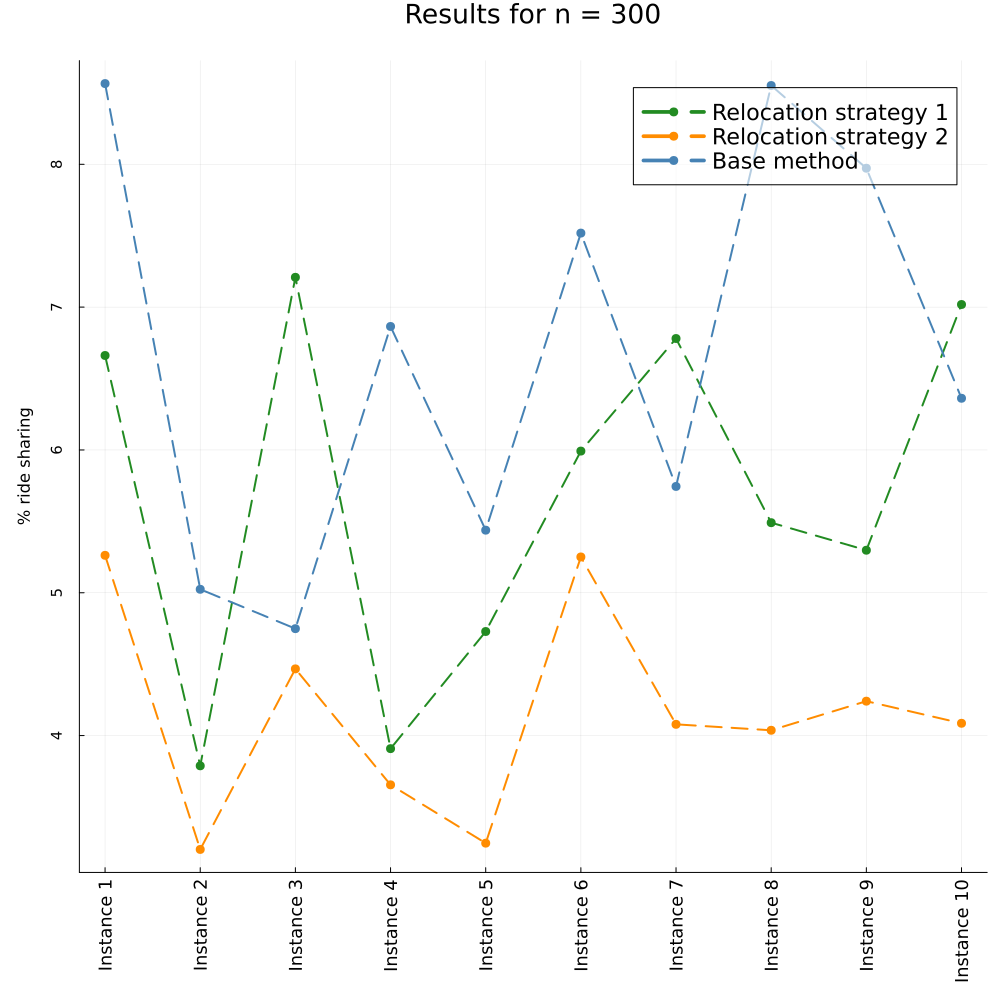 Results for n = 300
Relocation strategy 1
Relocation strategy 2
Base method
% ride sharing
8
7
6
5
4
Instance 1
Instance 2
Instance 3
Instance 4
Instance 5
Instance 6
Instance 7
Instance 8
Instance 9
Instance 10